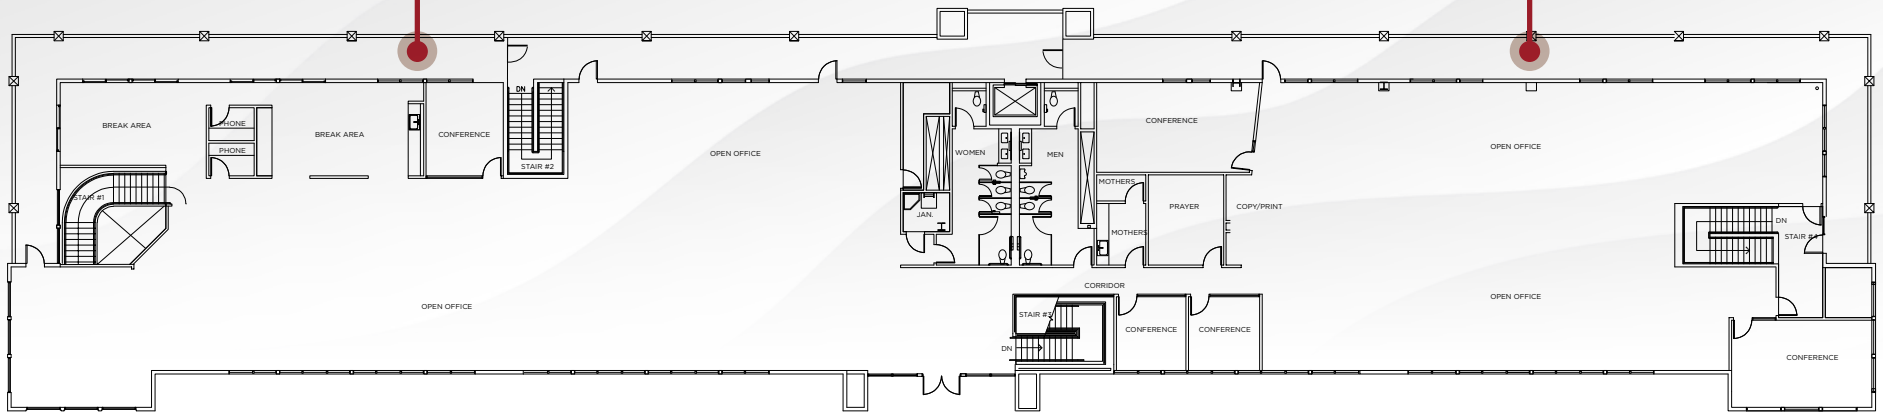 DN
BREAK AREA
PHONE
BREAK AREA
CONFERENCE
PHONE
STAIR #2
OPEN OFFICE
WOMEN
MEN
CONFERENCE
OPEN OFFICE
STAIR #1
MOTHERS
PRAYER
COPY/PRINT
JAN.
MOTHERS
DN
STAIR #4
OPEN OFFICE
CORRIDOR
OPEN OFFICE
STAIR #3
CONFERENCE
CONFERENCE
DN
CONFERENCE